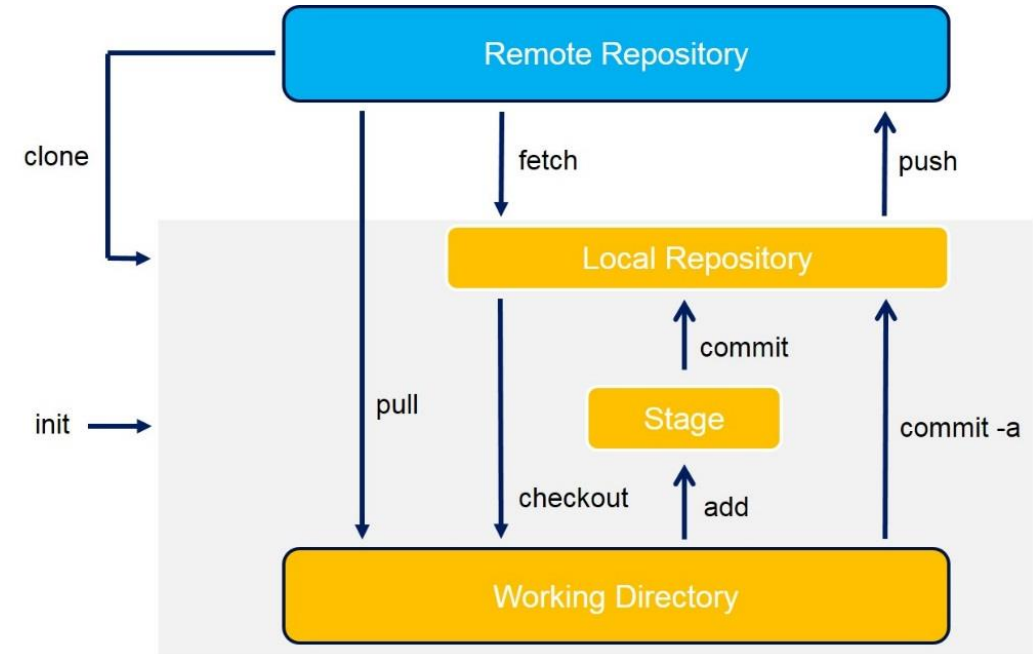 Remote Repository
clone
fetch
push
Local Repository
commit
pull
Stage
init
commit -a
checkout
add
Working Directory